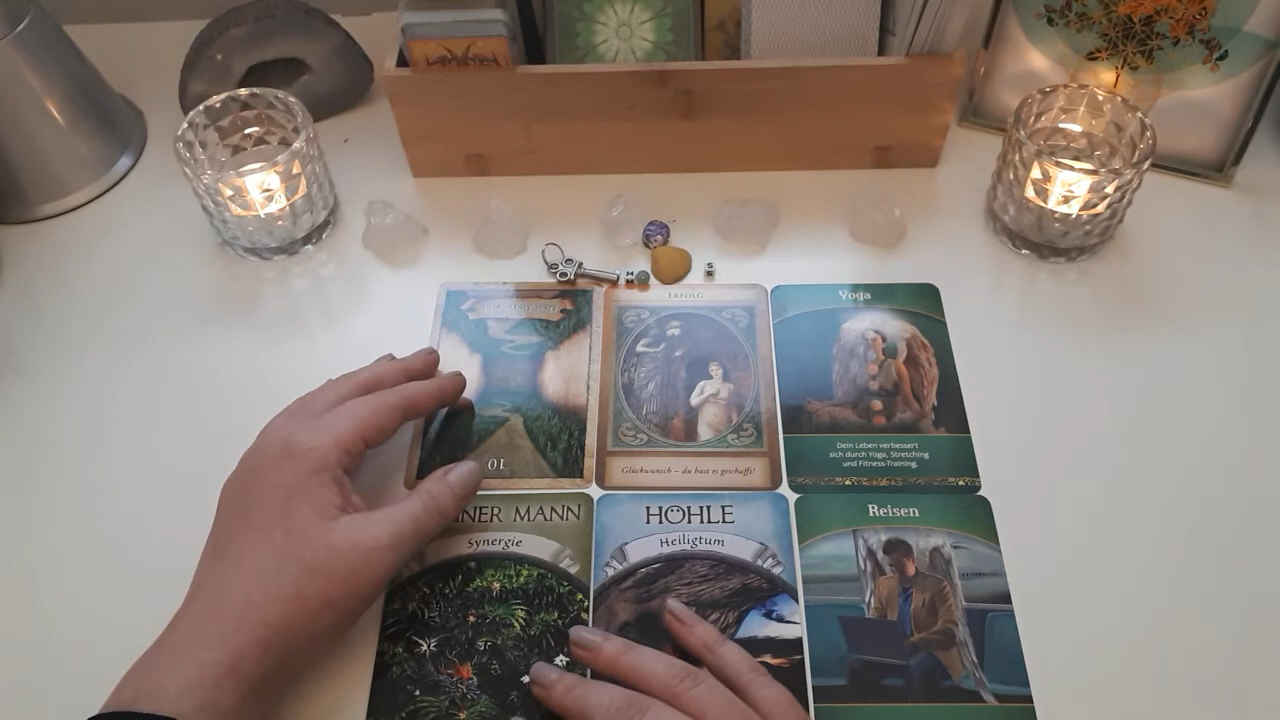 ERFOLG
Yoga
10
Glückwunsch – du hast es geschafft!
Dein Leben verbessert
sich durch Yoga, Stretching
und Fitness-Training.
NER MANN
Synergie
HÖHLE
Heiligtum
Reisen